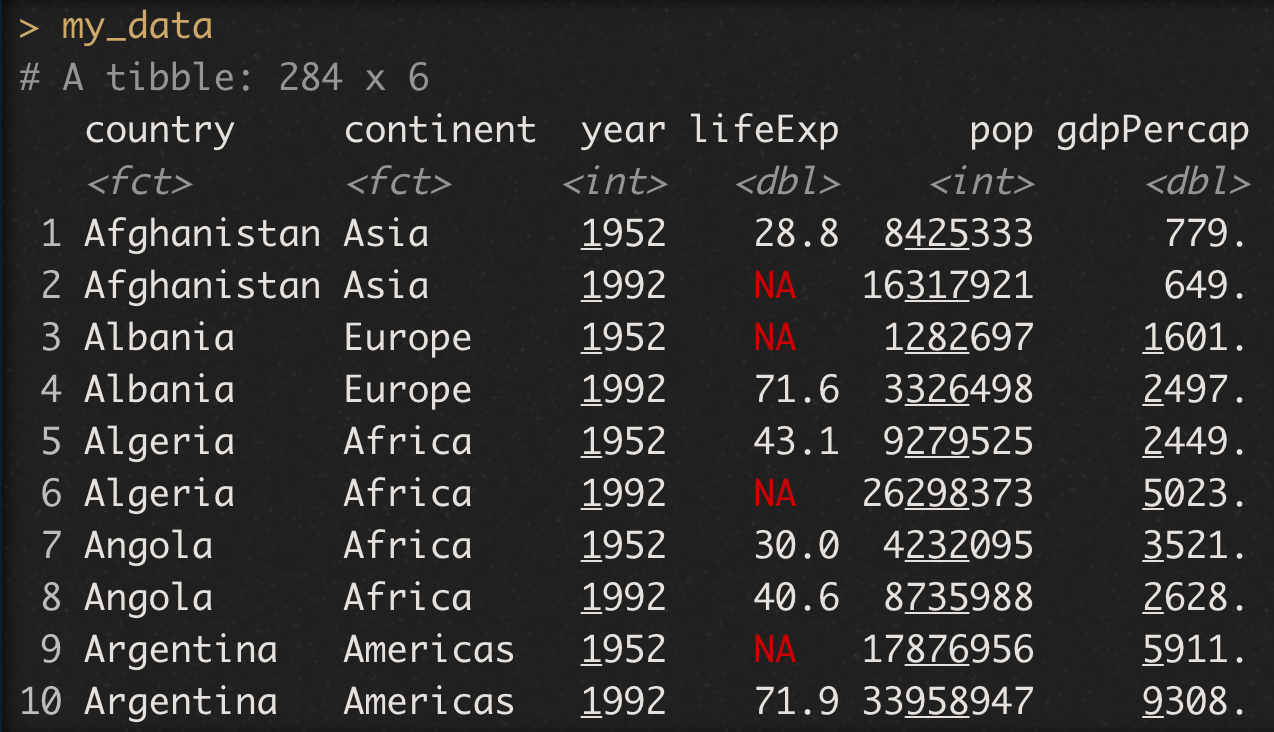 > my_data
# A tibble: 284 x 6
country continent year lifeExp pop gdpPercap
<fct> <fct> <int> <dbl> <int> <dbl>
1 Afghanistan Asia 1952 28.8 8425333 779.
2 Afghanistan Asia 1992 NA 16317921 649.
3 Albania Europe 1952 NA 1282697 1601.
4 Albania Europe 1992 71.6 3326498 2497.
5 Algeria Africa 1952 43.1 9279525 2449.
6 Algeria Africa 1992 NA 26298373 5023.
7 Angola Africa 1952 30.0 4232095 3521.
8 Angola Africa 1992 40.6 8735988 2628.
9 Argentina Americas 1952 NA 17876956 5911.
10 Argentina Americas 1992 71.9 33958947 9308.